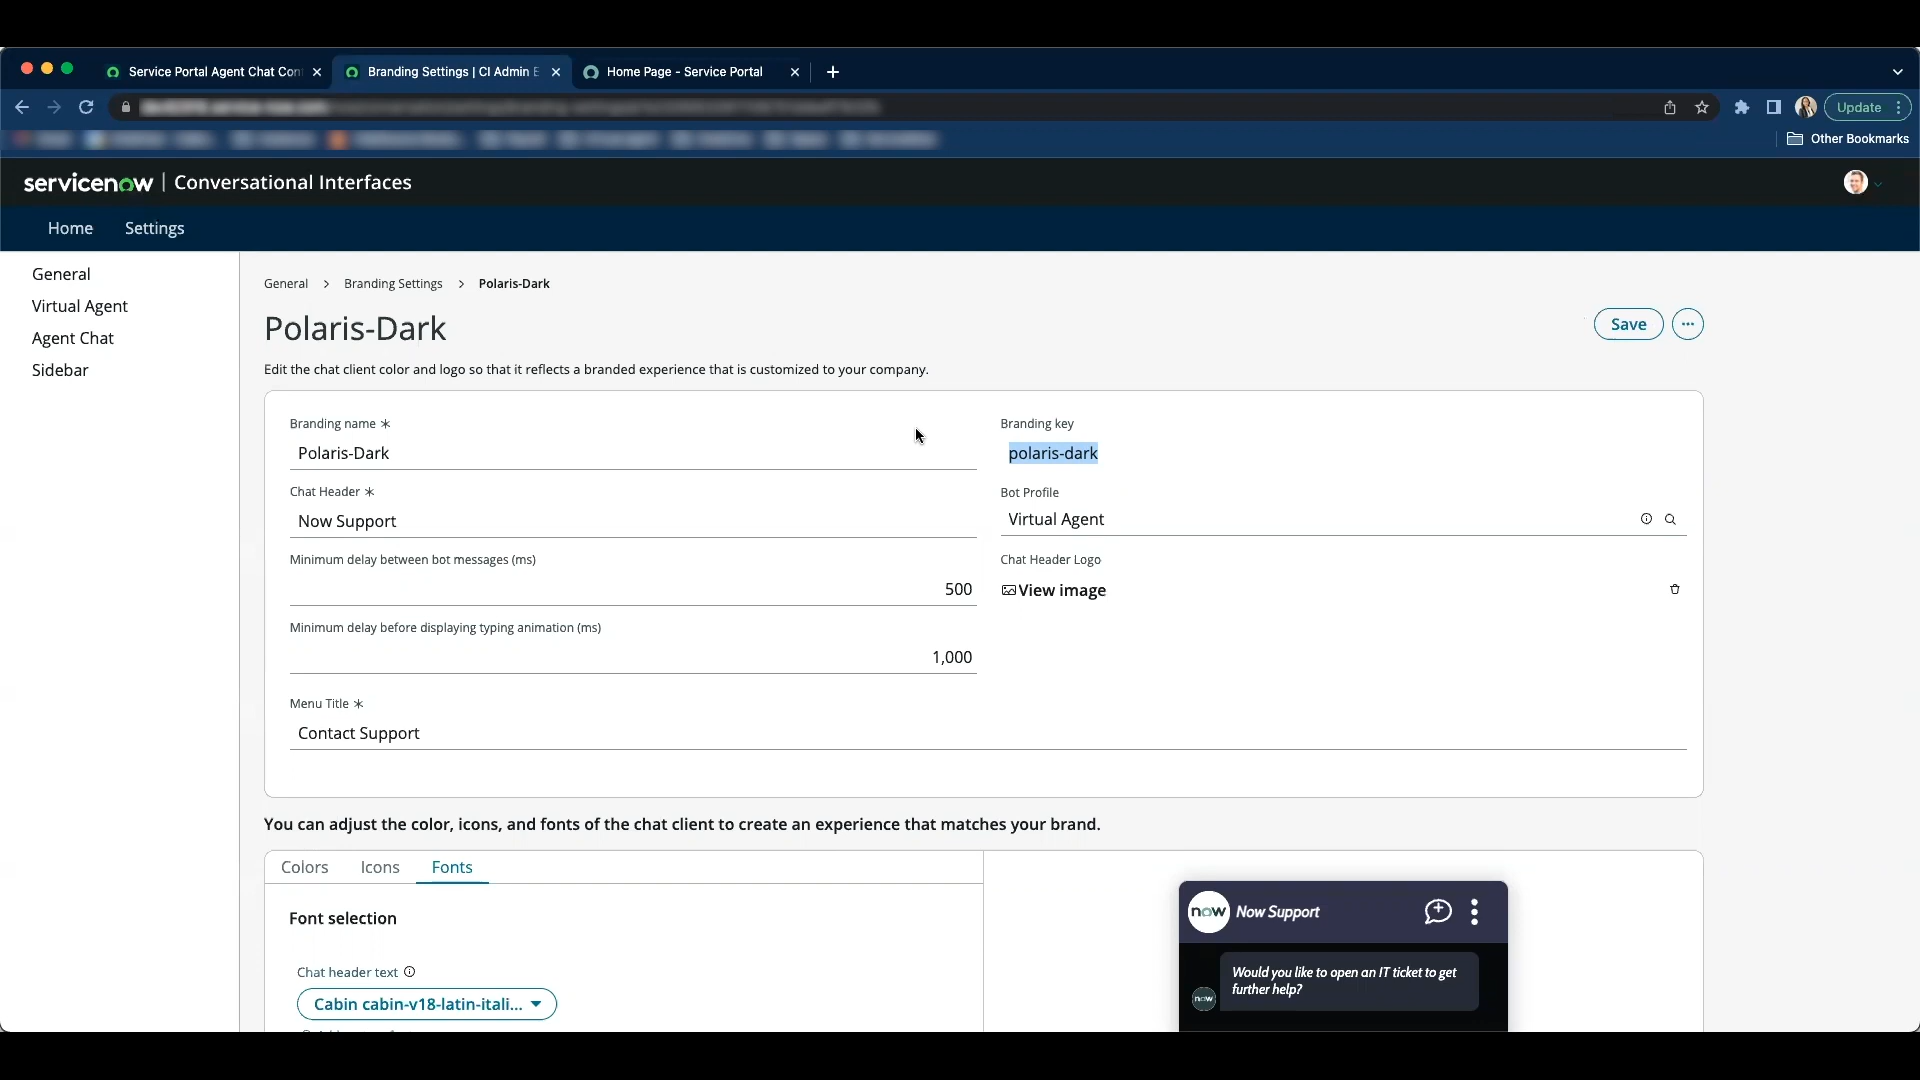 Service Portal Agent Chat Con
Branding Settings | CI Admin E
Home Page - Service Portal
Update
Other Bookmarks
servicenow | Conversational Interfaces
Home
Settings
General
Virtual Agent
Agent Chat
Sidebar
General > Branding Settings > Polaris-Dark
Polaris-Dark
Save
Edit the chat client color and logo so that it reflects a branded experience that is customized to your company.
Branding name *
Polaris-Dark
Branding key
polaris-dark
Chat Header *
Now Support
Bot Profile
Virtual Agent
Minimum delay between bot messages (ms)
500
Chat Header Logo
View image
Minimum delay before displaying typing animation (ms)
1,000
Menu Title *
Contact Support
You can adjust the color, icons, and fonts of the chat client to create an experience that matches your brand.
Colors
Icons
Fonts
Font selection
Chat header text
Cabin cabin-v18-latin-itali...
now
Now Support
Would you like to open an IT ticket to get
further help?
now